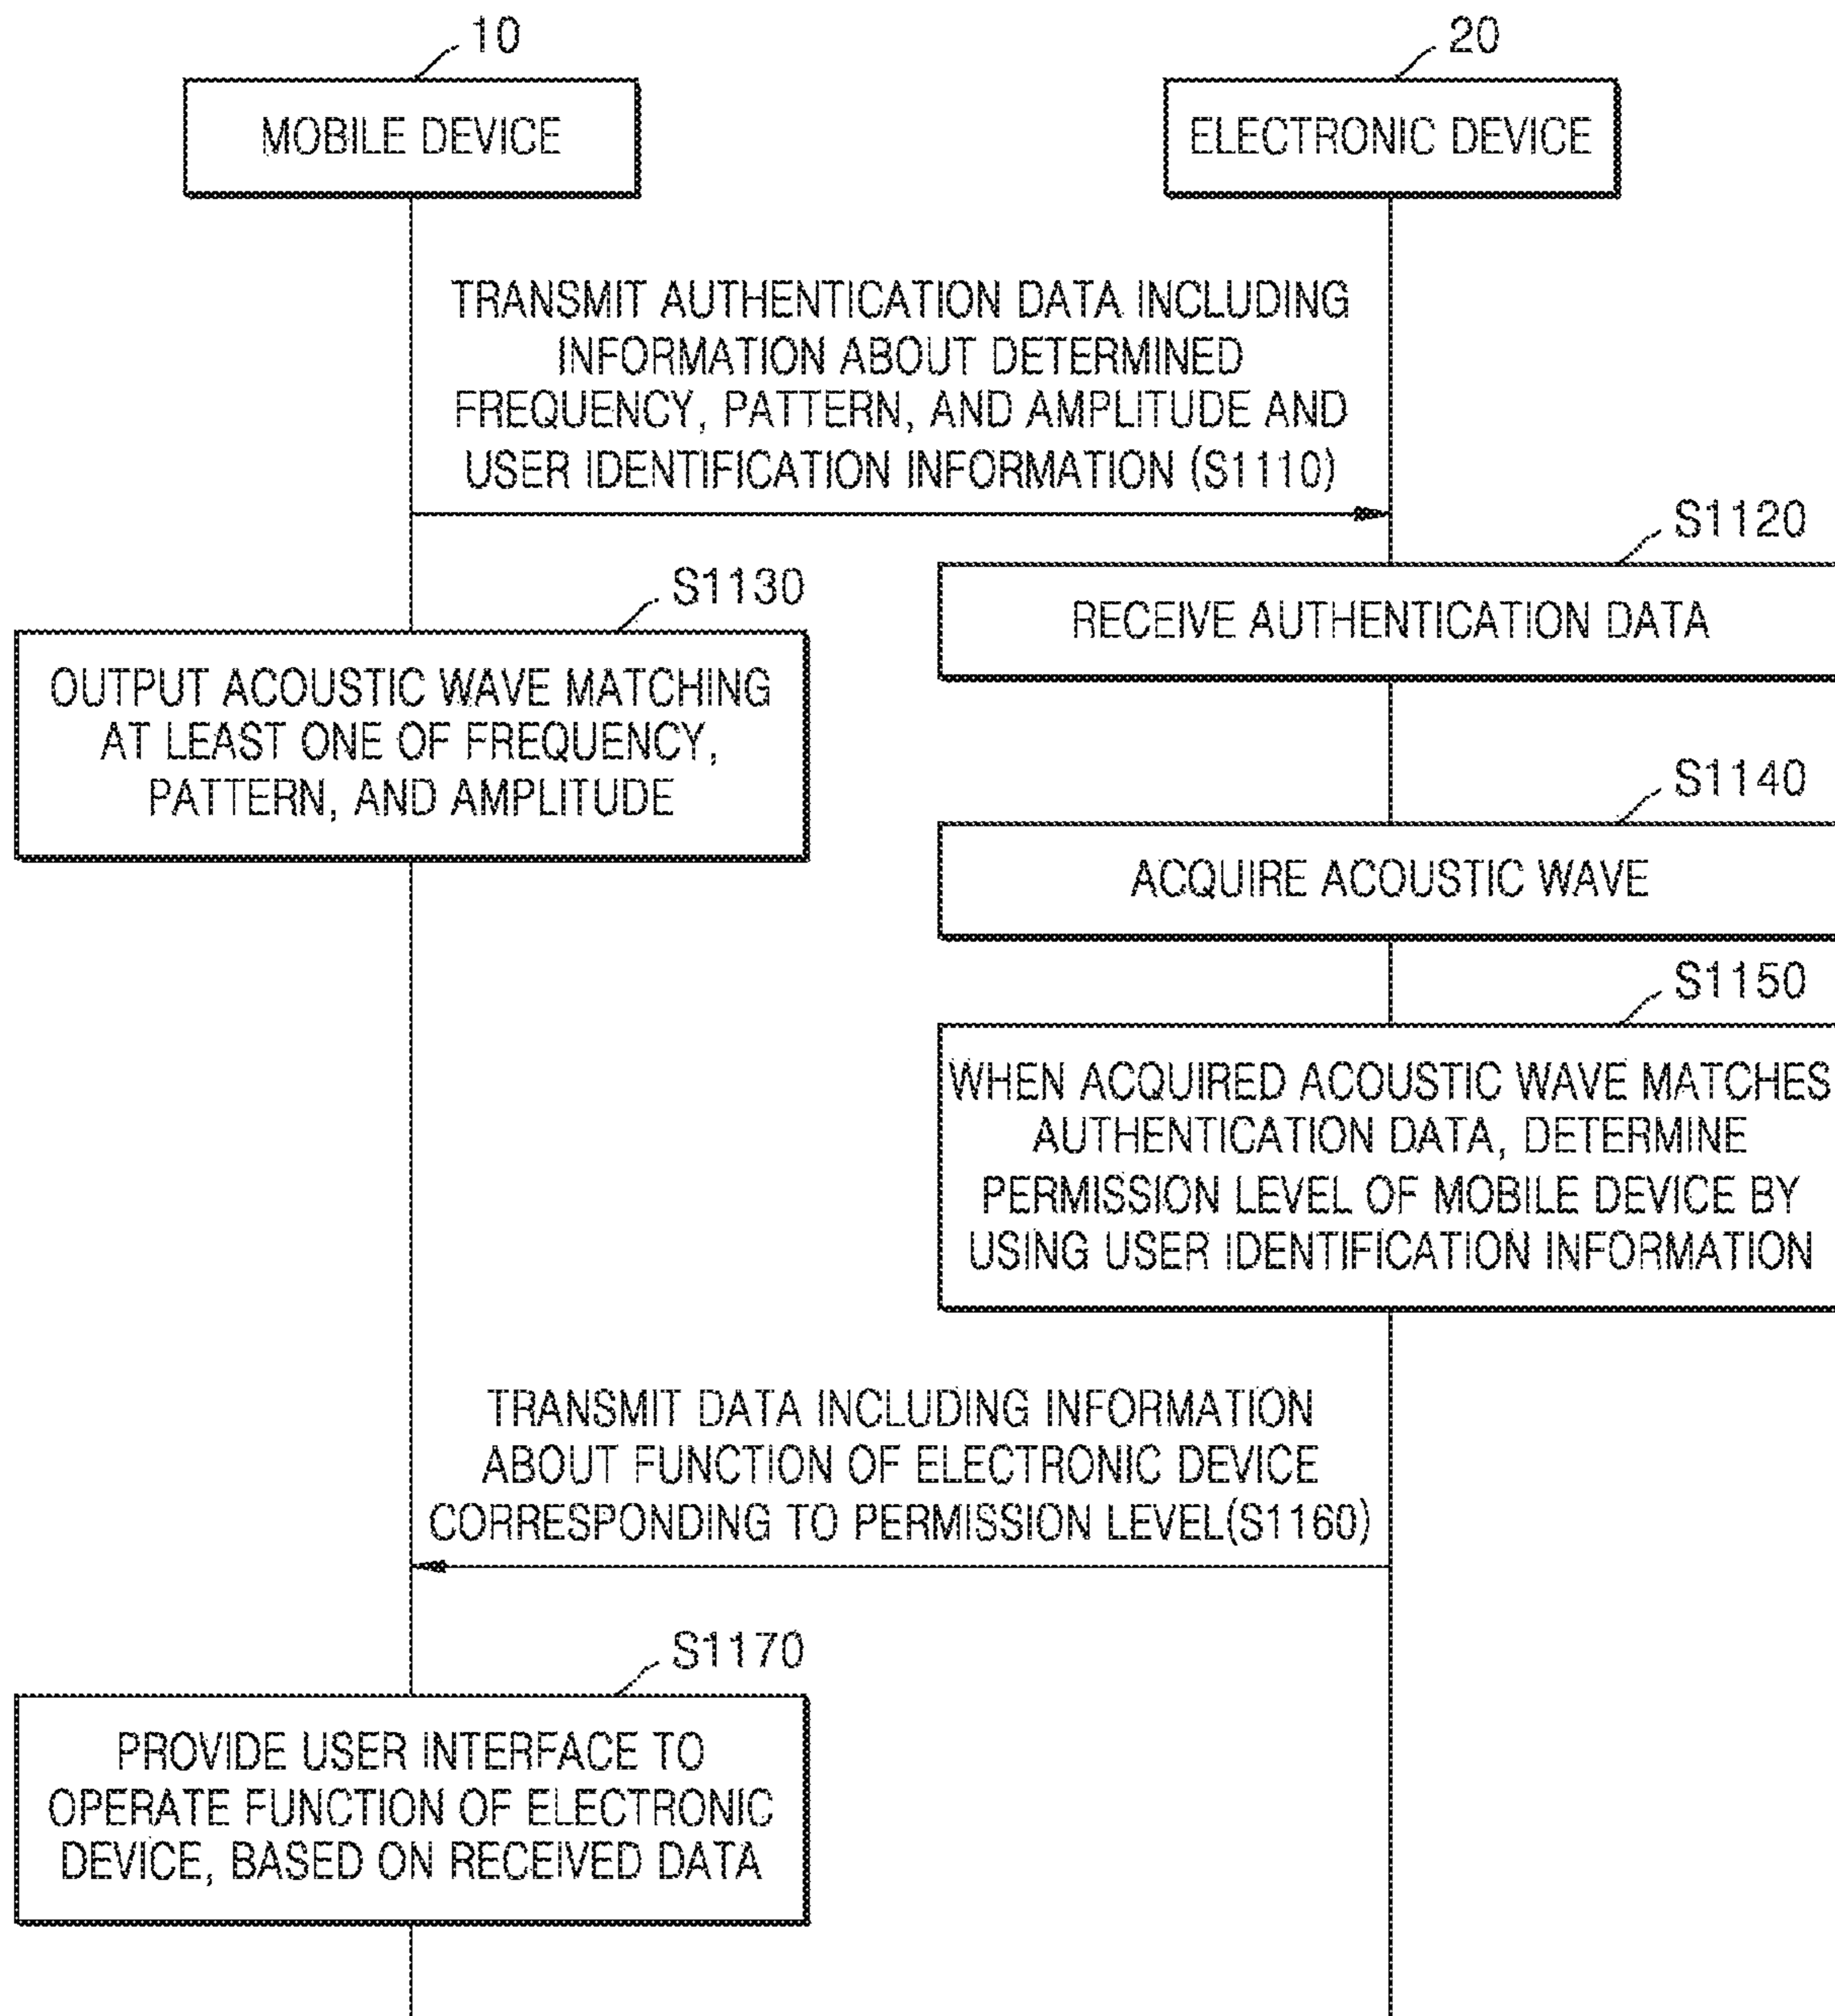 10
20
MOBILE DEVICE
ELECTRONIC DEVICE
TRANSMIT AUTHENTICATION DATA INCLUDING
INFORMATION ABOUT DETERMINED
FREQUENCY, PATTERN, AND AMPLITUDE AND
USER IDENTIFICATION INFORMATION (S1110)
S1120
RECEIVE AUTHENTICATION DATA
S1130
OUTPUT ACOUSTIC WAVE MATCHING
AT LEAST ONE OF FREQUENCY,
PATTERN, AND AMPLITUDE
S1140
ACQUIRE ACOUSTIC WAVE
S1150
WHEN ACQUIRED ACOUSTIC WAVE MATCHES
AUTHENTICATION DATA, DETERMINE
PERMISSION LEVEL OF MOBILE DEVICE BY
USING USER IDENTIFICATION INFORMATION
TRANSMIT DATA INCLUDING INFORMATION
ABOUT FUNCTION OF ELECTRONIC DEVICE
CORRESPONDING TO PERMISSION LEVEL(S1160)
S1170
PROVIDE USER INTERFACE TO
OPERATE FUNCTION OF ELECTRONIC
DEVICE, BASED ON RECEIVED DATA